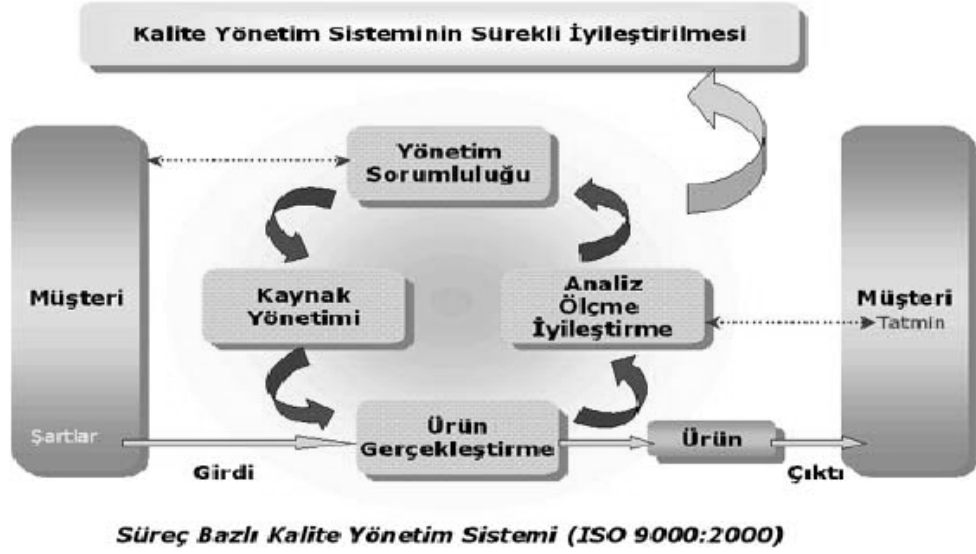 Kalite Yönetim Sisteminin Sürekli İyileştirilmesi
Yönetim
Sorumluluğu
Müşteri
Kaynak
Yönetimi
Analiz
Ölçme
İyileştirme
Müşteri
Tatmin
Şartlar
Girdi
Ürün
Gerçekleştirme
Ürün
Çıktı
Süreç Bazlı Kalite Yönetim Sistemi (ISO 9000:2000)